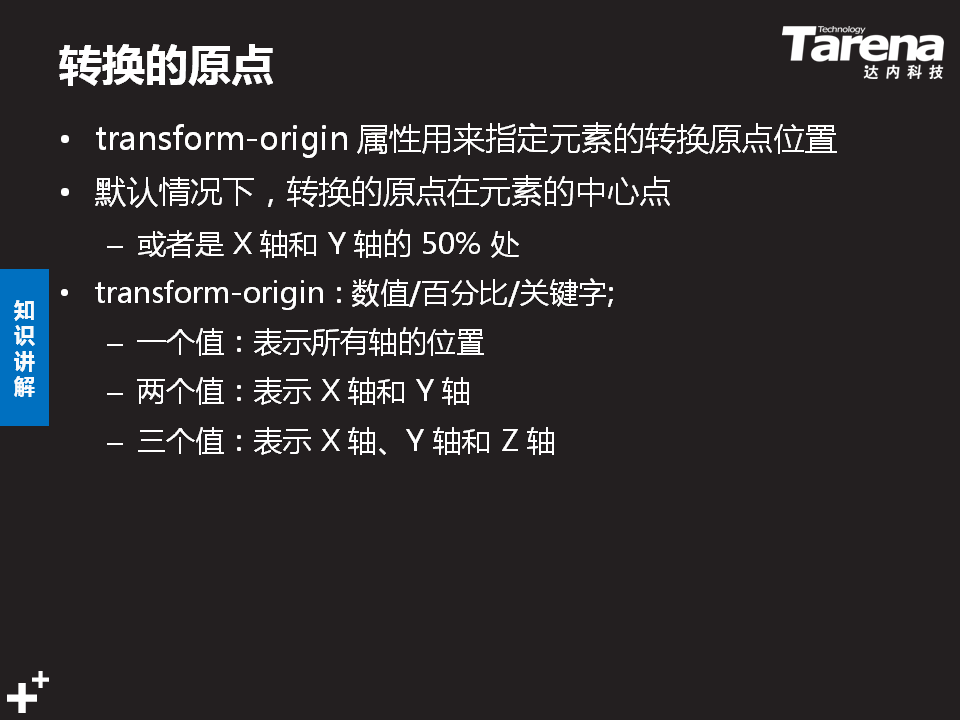 转换的原点
Technology
Tarena
达内科技
• transform-origin 属性用来指定元素的转换原点位置
• 默认情况下，转换的原点在元素的中心点
– 或者是 X 轴和 Y 轴的 50% 处
• transform-origin：数值/百分比/关键字;
– 一个值：表示所有轴的位置
– 两个值：表示 X 轴和 Y 轴
– 三个值：表示 X 轴、Y 轴和 Z 轴
知识讲解